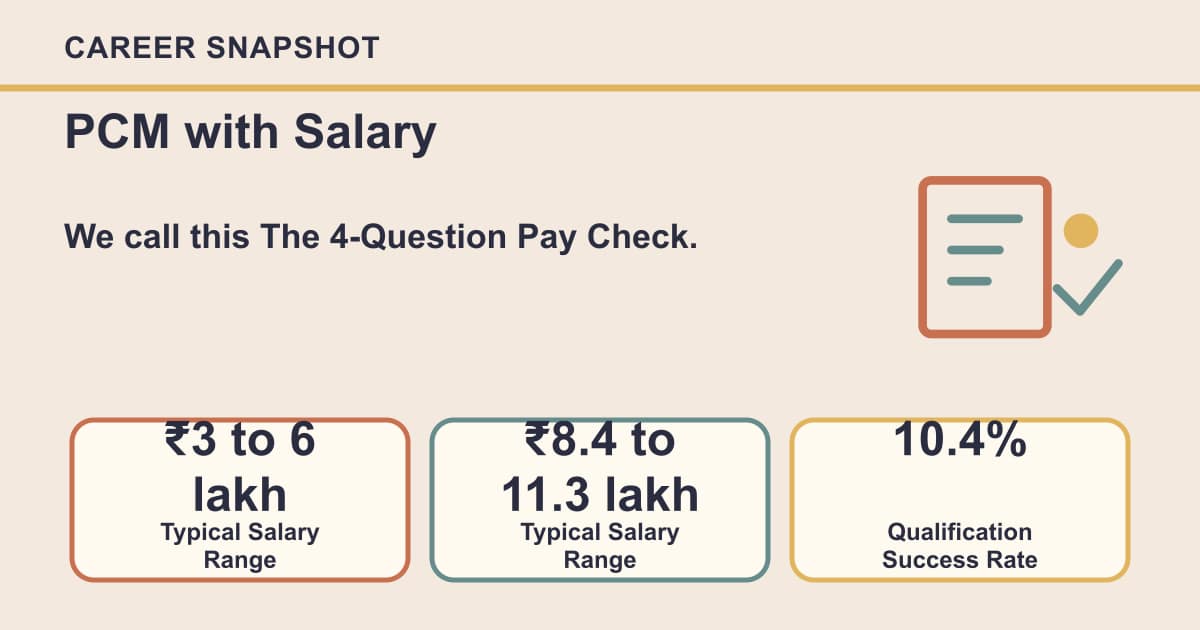 CAREER SNAPSHOT
PCM with Salary
We call this The 4-Question Pay Check.
₹3 to 6
lakh
Typical Salary
Range
₹8.4 to
11.3 lakh
Typical Salary
Range
10.4%
Qualification
Success Rate